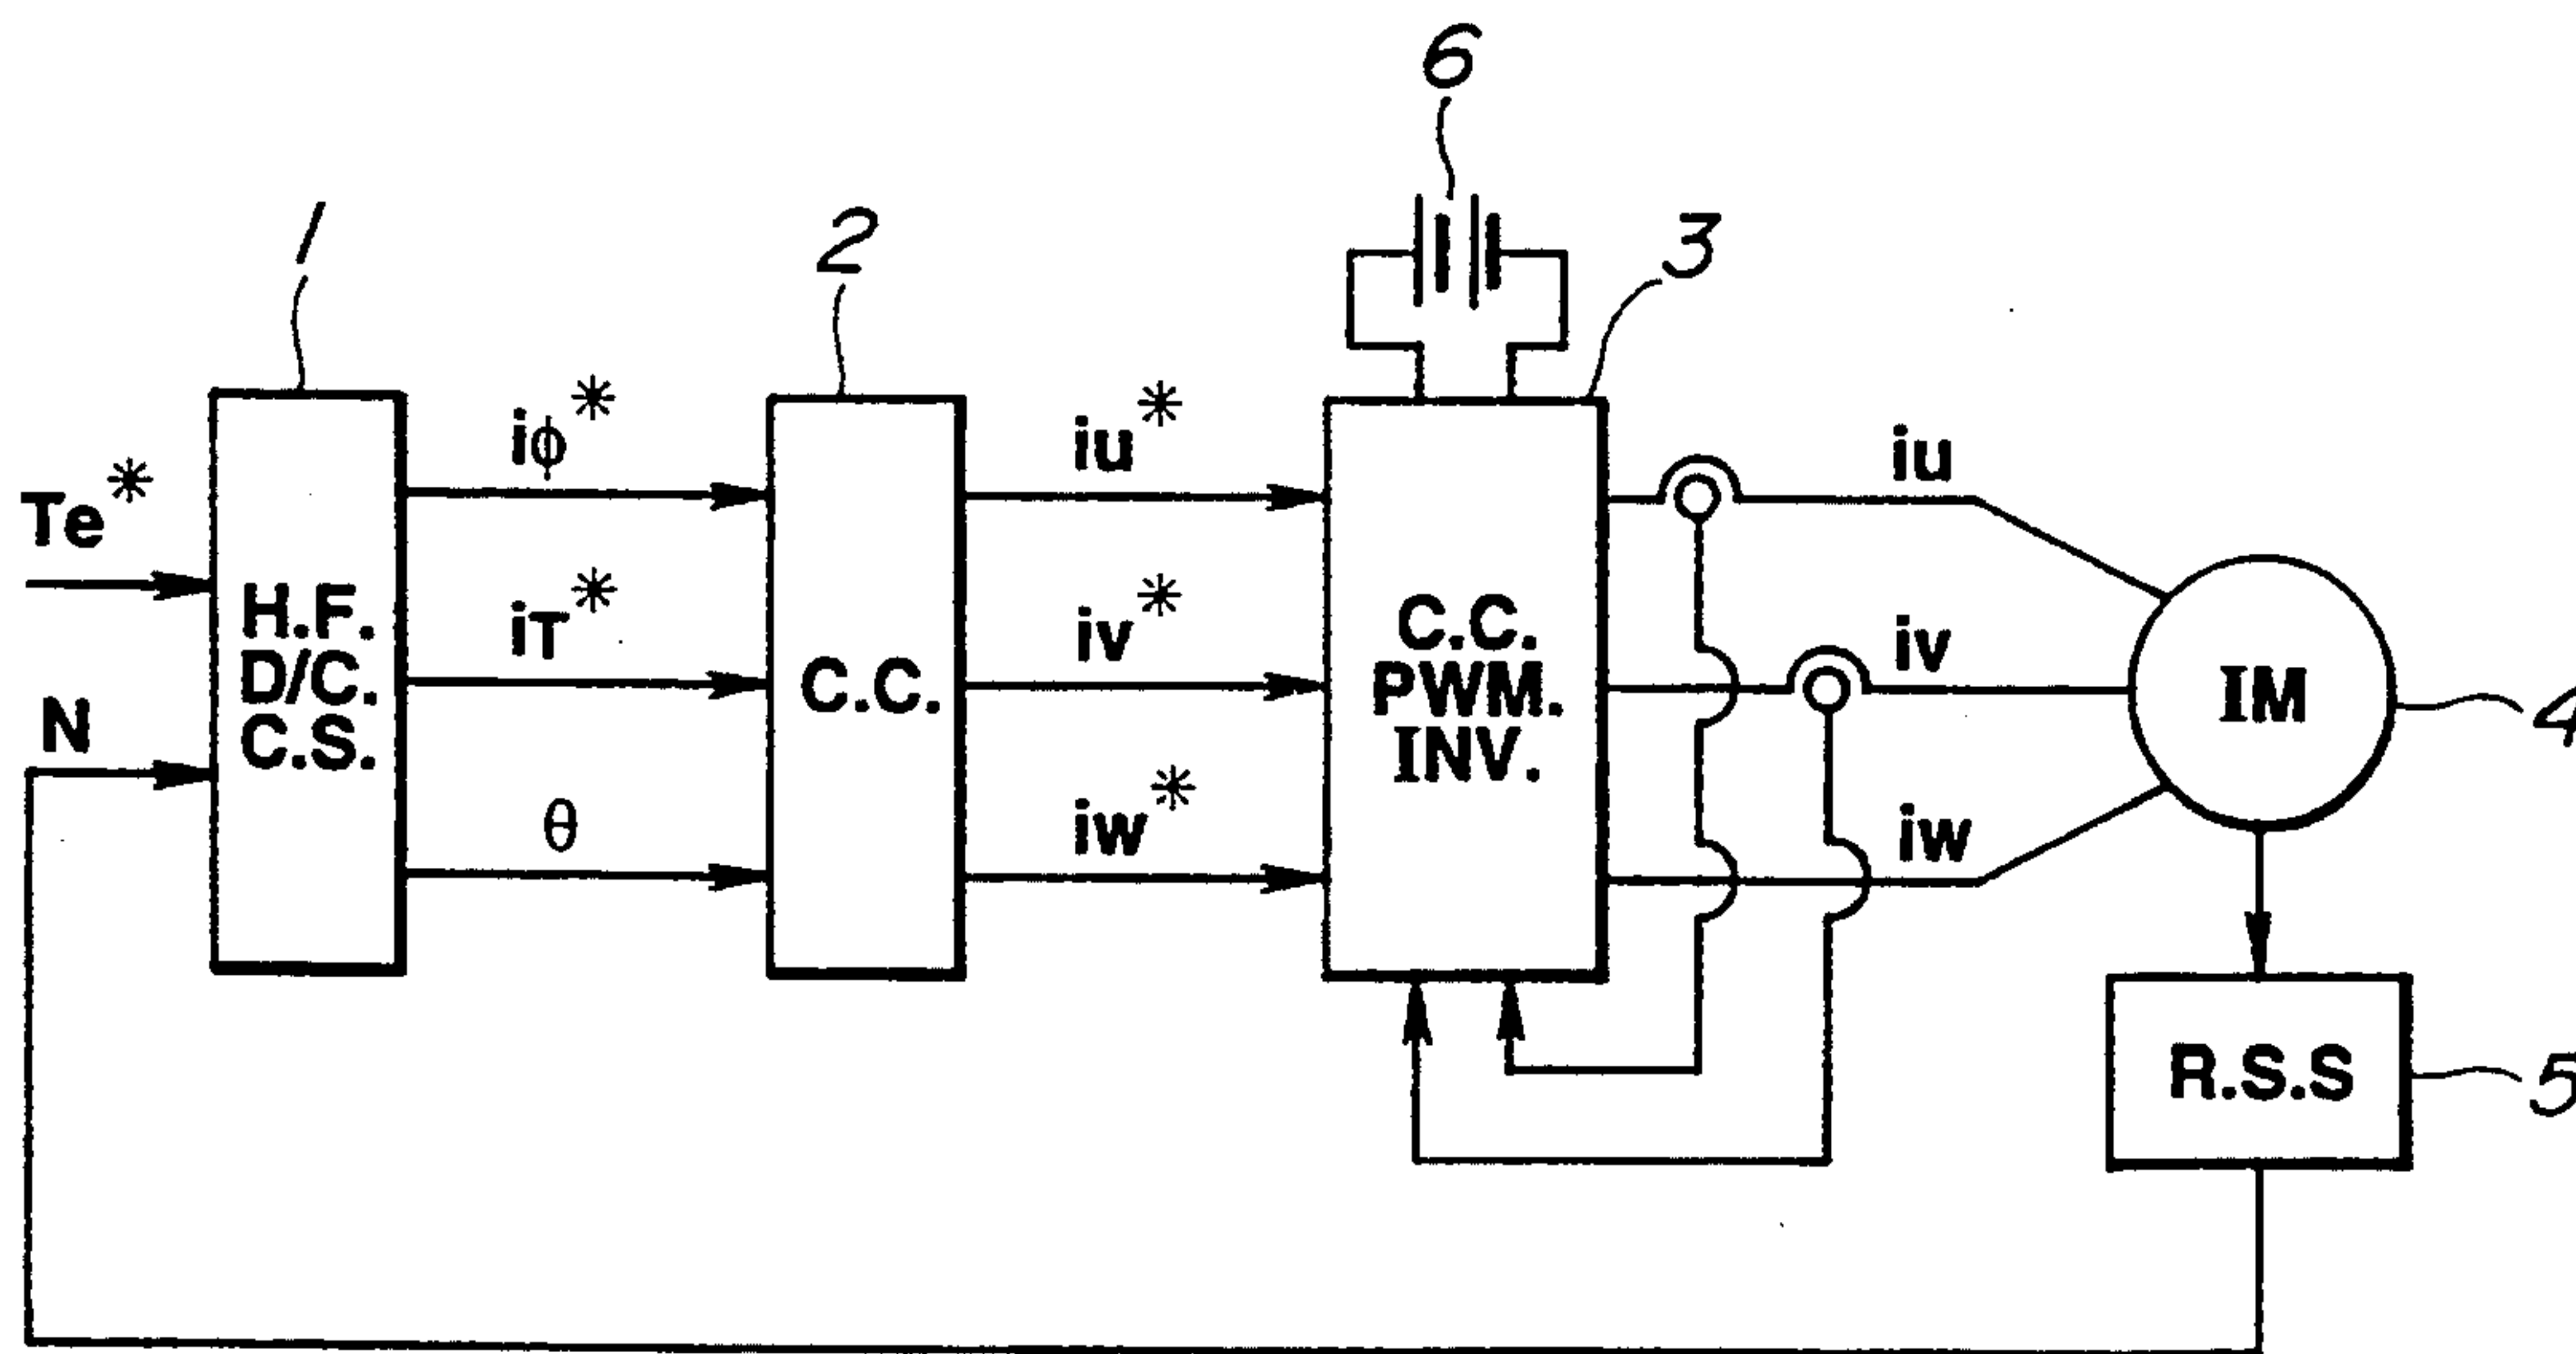 6
1
2
3
Te*
N
H.F.
D/C.
C.S.
iφ*
iT*
θ
C.C.
iu*
iv*
iw*
C.C.
PWM.
INV.
iu
iv
iw
IM
4
R.S.S
5